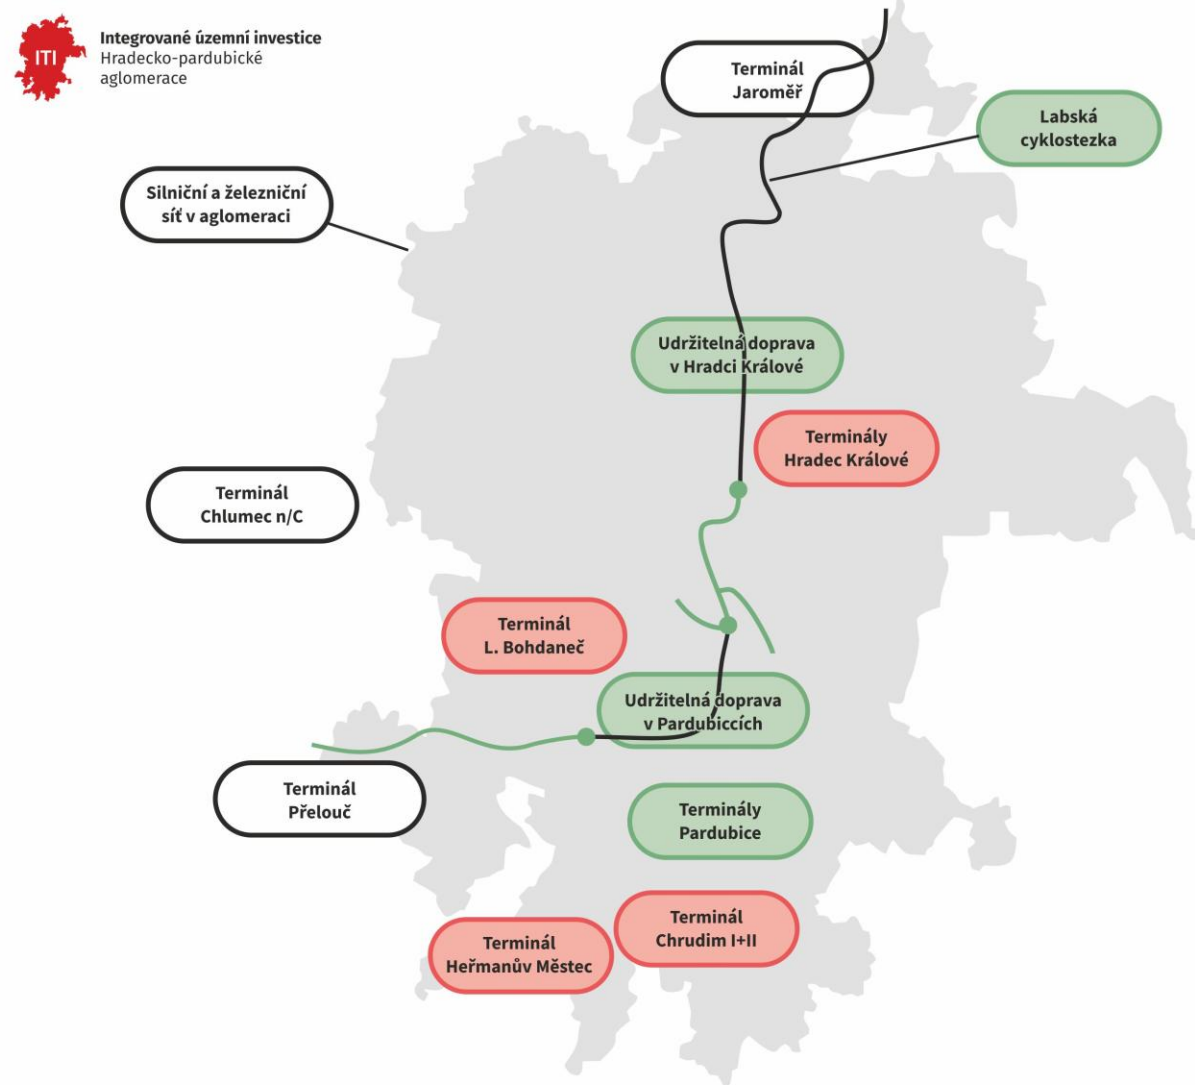 ITI
Integrované územní investice
Hradecko-pardubické
aglomerace
Terminál
Jaroměř
Labská
cyklostezka
Silniční a železniční
síť v aglomeraci
Udržitelná doprava
v Hradci Králové
Terminály
Hradec Králové
Terminál
Chlumec n/C
Terminál
L. Bohdaneč
Udržitelná doprava
v Pardubiccích
Terminál
Přelouč
Terminály
Pardubice
Terminál
Chrudim I+II
Terminál
Heřmanův Městec